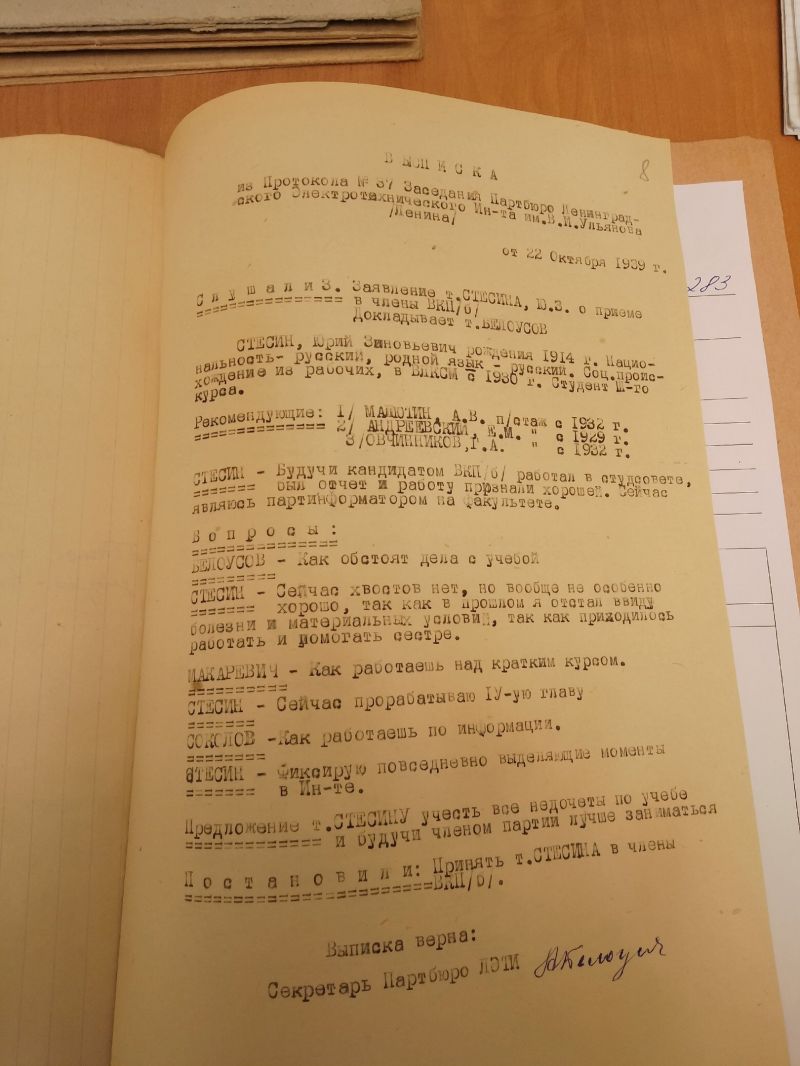 8
В Ы П И С К А
из Протокола № 37 Заседаний Партбюро Ленинград-
ского Электротехнического Ин-та им.В.И.Ульянова
/Ленина/
от 22 Октября 1939 г.
283
С л у ш а л и 3. Заявление т.СТЕСИНА, Ю.З. о приеме
в члены ВКП/б/
Докладывает т.БЕЛОУСОВ
СТЕСИН, Юрий Зиновьевич рождения 1914 г. Нацио-
нальность- русский, родной язык - русский. Соц.проис-
хождение из рабочих, в ВЛКСМ с 1930 г. Студент Ш-го
курса.
Рекомендующие: 1/ МАЛЮТИН, А.В. п/стаж с 1932 г.
2/ АНДРЕЕВСКИЙ, Е.М. " с 1929 г.
3/ОВЧИННИКОВ,Г.А. " с 1932 г.
СТЕСИН - Будучи кандидатом ВКП/б/ работал в студсовете,
был отчет и работу признали хорошей. Сейчас
являюсь партинформатором на факультете.
В о п р о с ы :
БЕЛОУСОВ - Как обстоят дела с учебой
СТЕСИН - Сейчас хвостов нет, но вообще не особенно
хорошо, так как в прошлом я отстал ввиду
болезни и материальных условий, так как приходилось
работать и помогать сестре.
МАКАРЕВИЧ - Как работаешь над кратким курсом.
СТЕСИН - Сейчас прорабатываю IУ-ую главу
СОКОЛОВ -Как работаешь по информации.
СТЕСИН - Фиксирую повседневно выделяющие моменты
в Ин-те.
Предложение т.СТЕСИНУ учесть все недочеты по учебе
и будучи членом партии лучше заниматься
П о с т а н о в и л и: Принять т.СТЕСИНА в члены
ВКП/б/.
Выписка верна:
Секретарь Партбюро ЛЭТИ АБелоусов